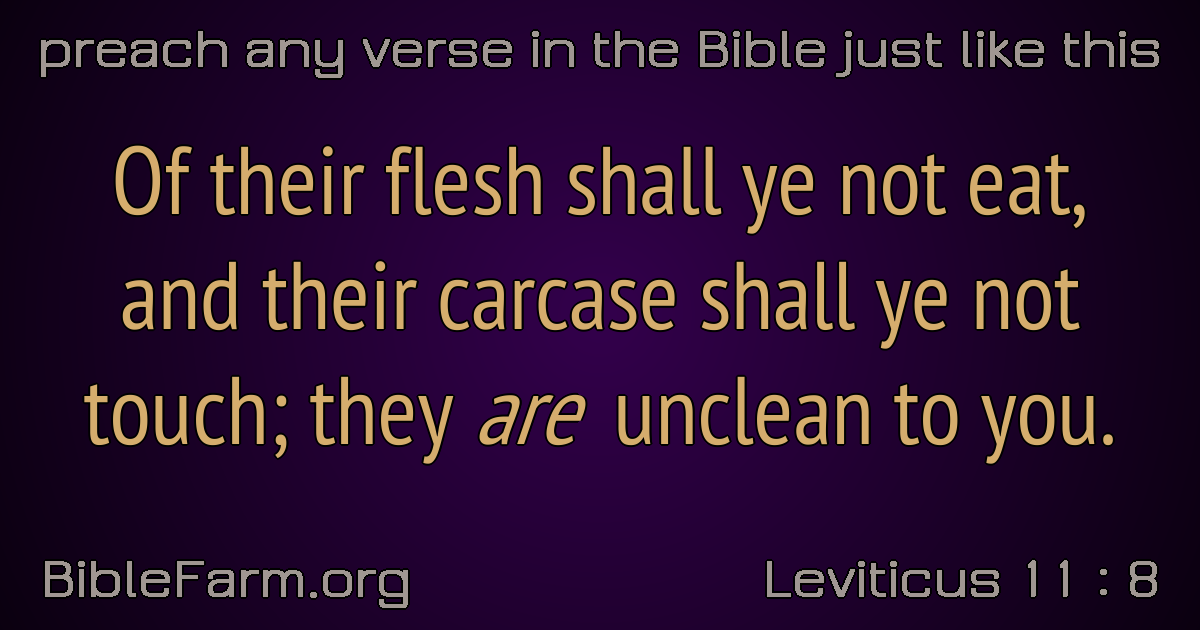 preach any verse in the Bible just like this
Of their flesh shall ye not eat,
and their carcase shall ye not
touch; they are unclean to you.
BibleFarm.org
Leviticus 11 : 8